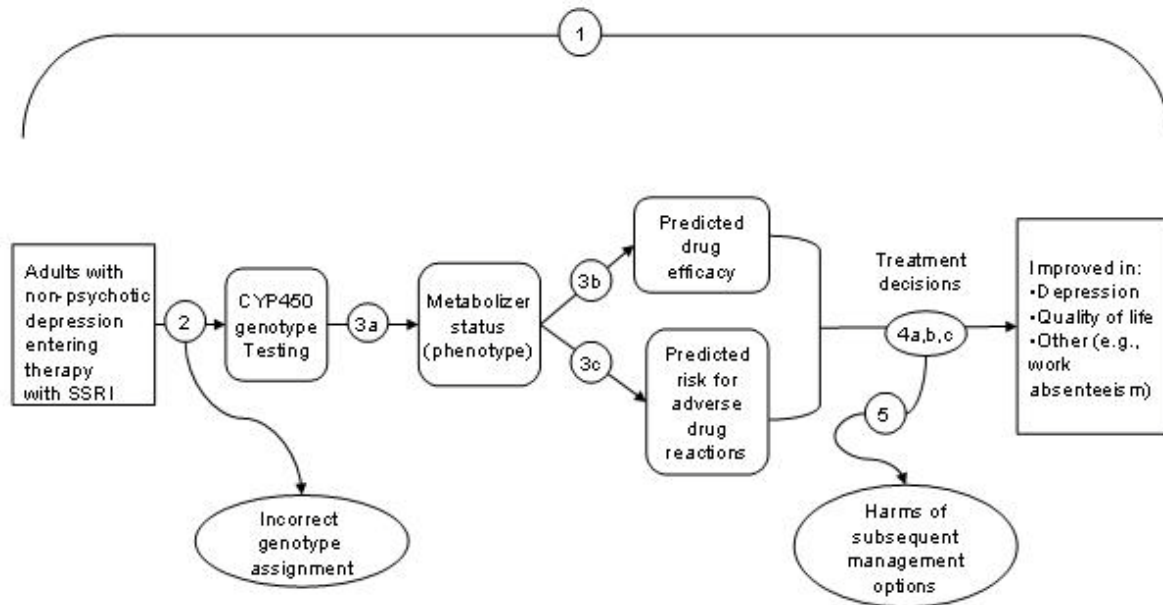 1
Adults with
non-psychotic
depression
entering
therapy
with SSRI
2
CYP450
genotype
Testing
3a
Metabolizer
status
(phenotype)
3b
3c
Predicted
drug
efficacy
Predicted
risk for
adverse
drug
reactions
Treatment
decisions
4a,b,c
5
Improved in:
•Depression
•Quality of life
•Other (e.g.,
work
absenteeism)
Incorrect
genotype
assignment
Harms of
subsequent
management
options